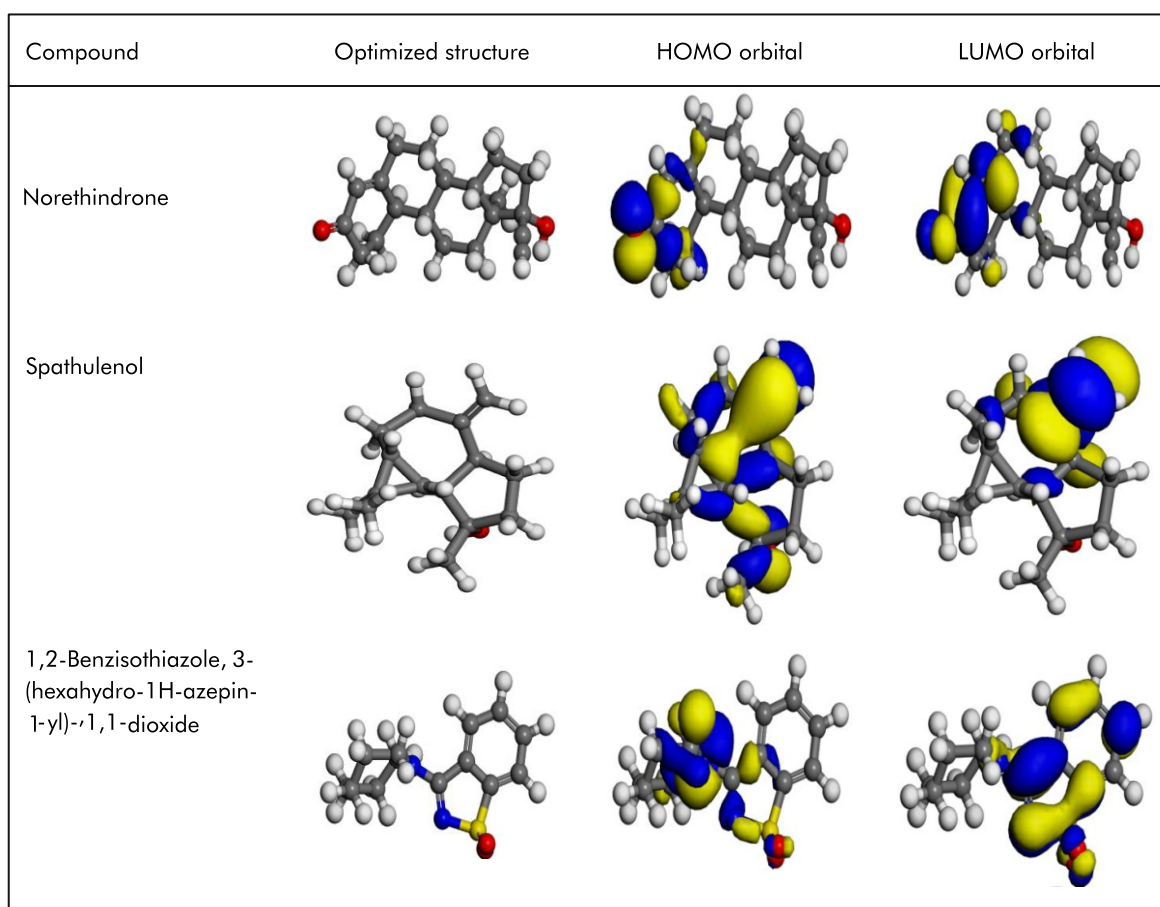 Compound Optimized structure HOMO orbital LUMO orbital
Norethindrone
Spathulenol
1,2-Benzisothiazole, 3-
(hexahydro-1H-azepin-
1-yl)-,1,1-dioxide